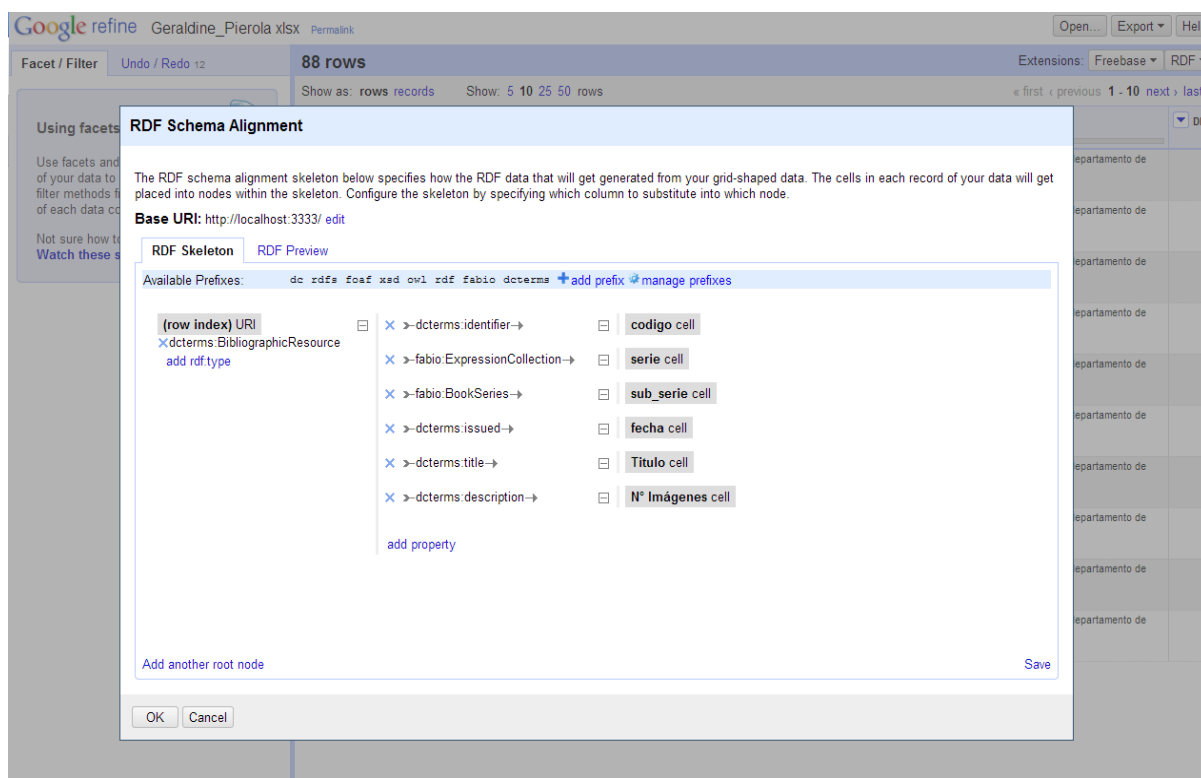 Google refine Geraldine_Pierola xlsx Permalink Open... Export Hel
Facet / Filter Undo / Redo 12 88 rows Extensions: Freebase RDF
Show as: rows records Show: 5 10 25 50 rows « first ‹ previous 1 - 10 next › last
Using facets
Use facets and
of your data to
filter methods
of each data
Not sure how to
Watch these s
RDF Schema Alignment
The RDF schema alignment skeleton below specifies how the RDF data that will get generated from your grid-shaped data. The cells in each record of your data will get
placed into nodes within the skeleton. Configure the skeleton by specifying which column to substitute into which node.
Base URI: http://localhost:3333/ edit
RDF Skeleton RDF Preview
Available Prefixes: dc rdfs foaf xsd owl rdf fabio dcterms add prefix manage prefixes
(row index) URI
dcterms:BibliographicResource
add rdf:type
dcterms:identifier codigo cell
fabio:ExpressionCollection serie cell
fabio:BookSeries sub_serie cell
dcterms:issued fecha cell
dcterms:title Titulo cell
dcterms:description N° Imágenes cell
add property
Add another root node Save
OK Cancel
epartamento de
epartamento de
epartamento de
epartamento de
epartamento de
epartamento de
epartamento de
epartamento de
epartamento de
epartamento de